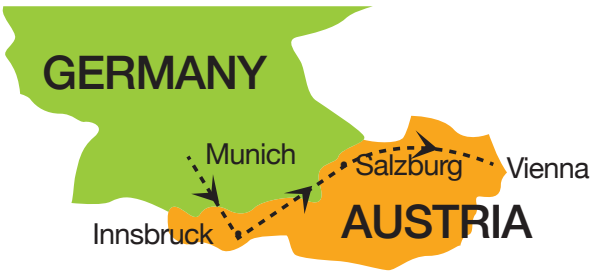 GERMANY
Munich
Salzburg
Vienna
Innsbruck
AUSTRIA